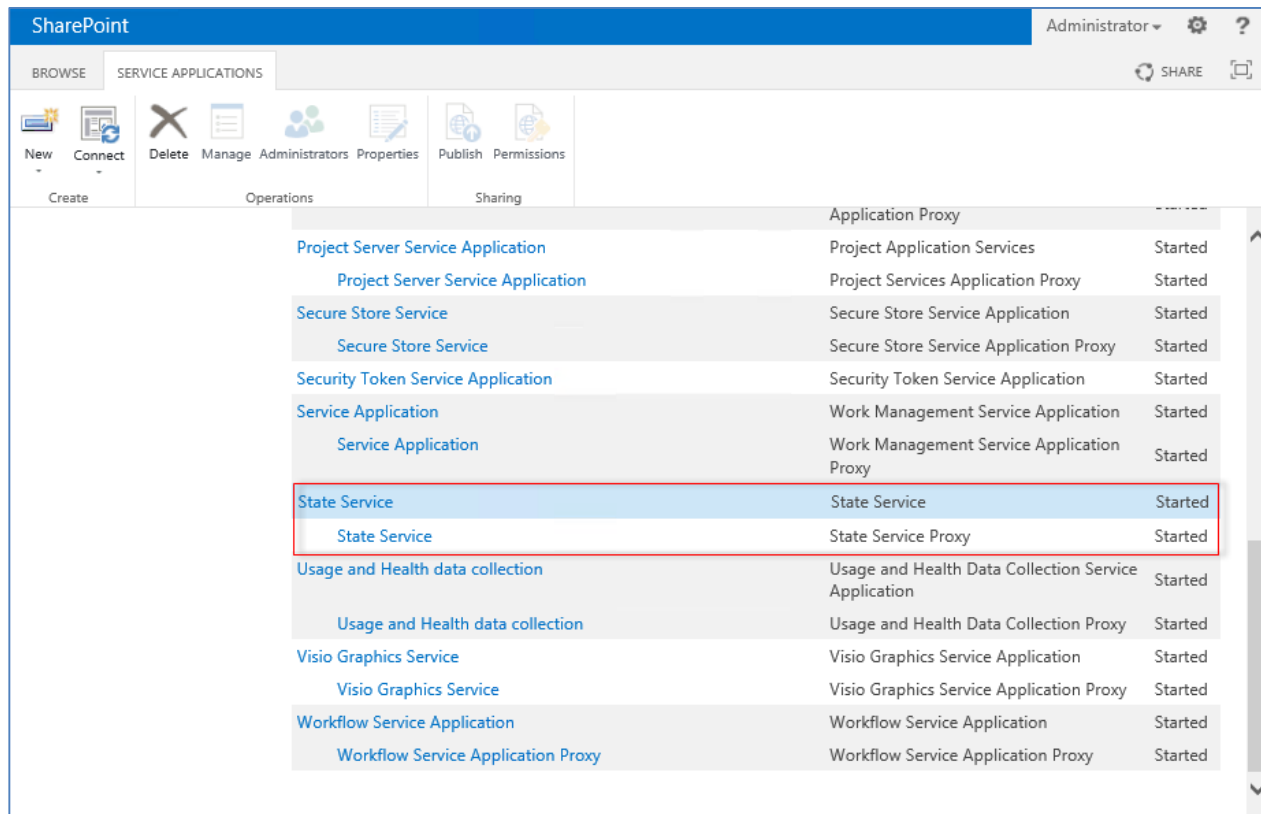 SharePoint
Administrator
?
BROWSE
SERVICE APPLICATIONS
SHARE
New
Connect
Delete
Manage
Administrators
Properties
Publish
Permissions
Create
Operations
Sharing
Application Proxy
Project Server Service Application Project Application Services Started
Project Server Service Application Project Services Application Proxy Started
Secure Store Service Secure Store Service Application Started
Secure Store Service Secure Store Service Application Proxy Started
Security Token Service Application Security Token Service Application Started
Service Application Work Management Service Application Started
Service Application Work Management Service Application Started
Proxy
State Service State Service Started
State Service State Service Proxy Started
Usage and Health data collection Usage and Health Data Collection Service Started
Application
Usage and Health data collection Usage and Health Data Collection Proxy Started
Visio Graphics Service Visio Graphics Service Application Started
Visio Graphics Service Visio Graphics Service Application Proxy Started
Workflow Service Application Workflow Service Application Started
Workflow Service Application Proxy Workflow Service Application Proxy Started